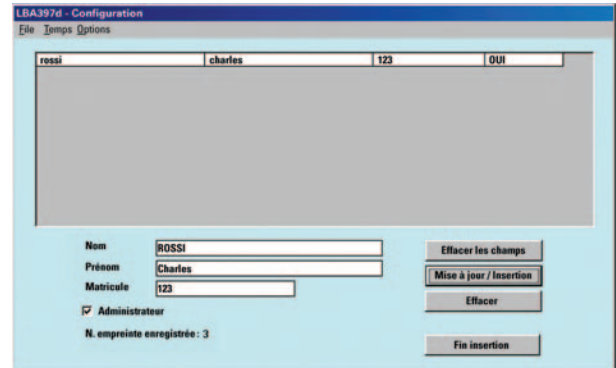 LBA397d - Configuration
File Temps Options
rossi charles 123 OUI
Nom ROSSI
Prénom Charles
Matricule 123
Administrateur
N. empreinte enregistrée : 3
Effacer les champs
Mise à jour / Insertion
Effacer
Fin insertion